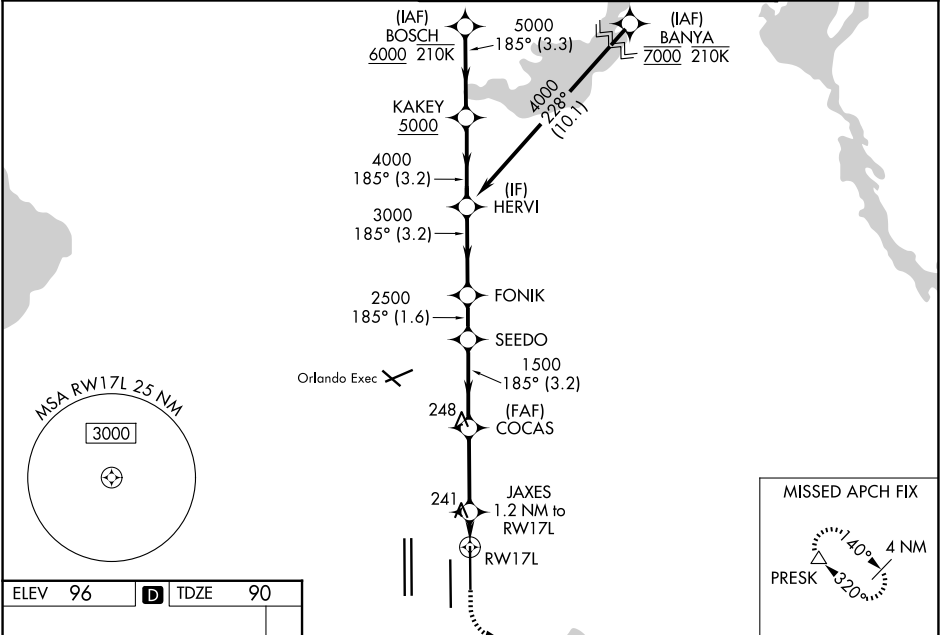 (IAF)
BOSCH
6000 210K
5000
185° (3.3)
(IAF)
BANYA
7000 210K
4000
228°
(10.1)
KAKEY
5000
4000
185° (3.2)
(IF)
HERVI
3000
185° (3.2)
FONIK
2500
185° (1.6)
SEEDO
1500
185° (3.2)
Orlando Exec
248
(FAF)
COCAS
MSA RW17L 25 NM
3000
241
JAXES
1.2 NM to
RW17L
RW17L
MISSED APCH FIX
140°
4 NM
PRESK
320°
ELEV 96
D
TDZE 90